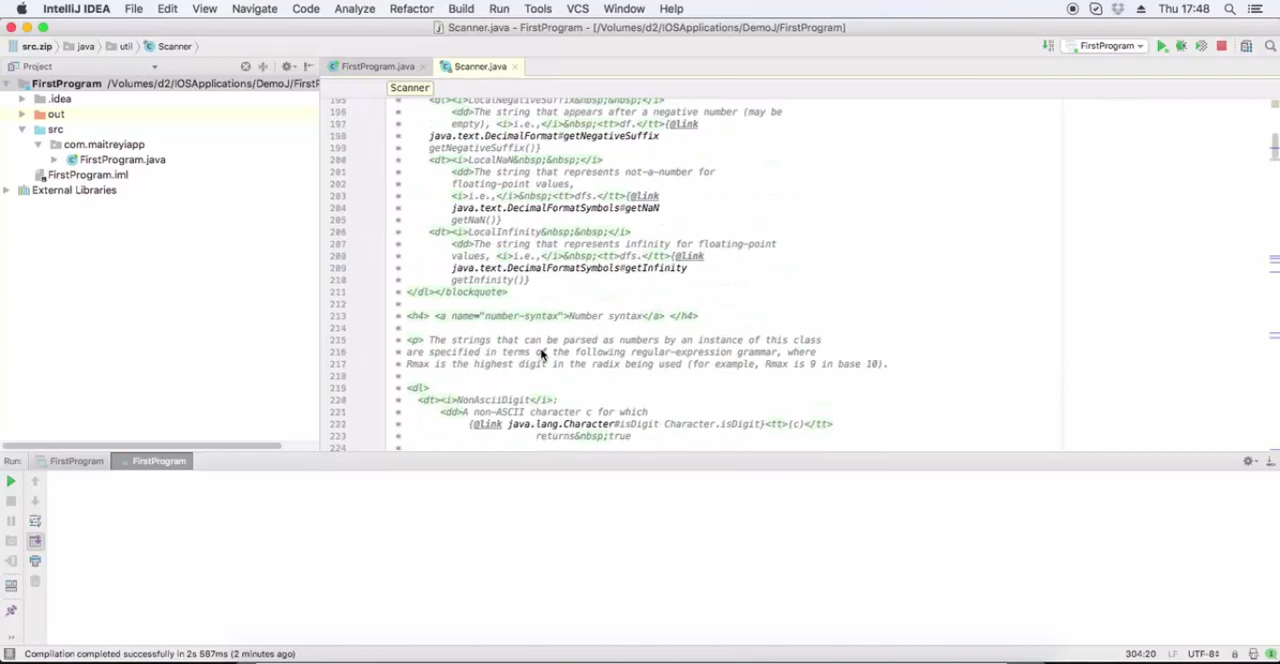 IntelliJ IDEA File Edit View Navigate Code Analyze Refactor Build Run Tools VCS Window Help Thu 17:48
Scanner.java - FirstProgram - [/Volumes/d2/IOSApplications/DemoJ/FirstProgram]
src.zip java util Scanner FirstProgram
Project FirstProgram.java Scanner.java
FirstProgram /Volumes/d2/IOSApplications/DemoJ/FirstP
.idea
out
src
com.maitreyiapp
FirstProgram.java
FirstProgram.iml
External Libraries
Scanner
195 * <dt><i>LocalNegativeSuffix&nbsp;&nbsp;</i>
196 * <dd>The string that appears after a negative number (may be
197 * empty), <i>i.e.,</i>&nbsp;<tt>df.</tt>{@link
198 * java.text.DecimalFormat#getNegativeSuffix
199 * getNegativeSuffix()}
200 * <dt><i>LocalNaN&nbsp;&nbsp;</i>
201 * <dd>The string that represents not-a-number for
202 * floating-point values,
203 * <i>i.e.,</i>&nbsp;<tt>dfs.</tt>{@link
204 * java.text.DecimalFormatSymbols#getNaN
205 * getNaN()}
206 * <dt><i>LocalInfinity&nbsp;&nbsp;</i>
207 * <dd>The string that represents infinity for floating-point
208 * values, <i>i.e.,</i>&nbsp;<tt>dfs.</tt>{@link
209 * java.text.DecimalFormatSymbols#getInfinity
210 * getInfinity()}
211 * </dl></blockquote>
212 *
213 * <h4> <a name="number-syntax">Number syntax</a> </h4>
214 *
215 * <p> The strings that can be parsed as numbers by an instance of this class
216 * are specified in terms of the following regular-expression grammar, where
217 * Rmax is the highest digit in the radix being used (for example, Rmax is 9 in base 10).
218 *
219 * <dl>
220 * <dt><i>NonAsciiDigit</i>:
221 * <dd>A non-ASCII character c for which
222 * {@link java.lang.Character#isDigit Character.isDigit}<tt>(c)</tt>
223 * returns&nbsp;true
224 *
Run: FirstProgram FirstProgram
Compilation completed successfully in 2s 587ms (2 minutes ago) 304:20 LF UTF-8